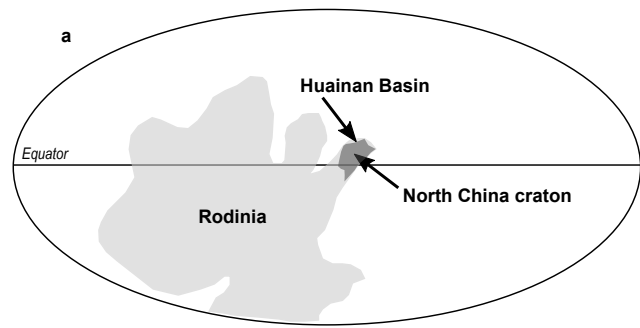 a
Huainan Basin
Equator
North China craton
Rodinia